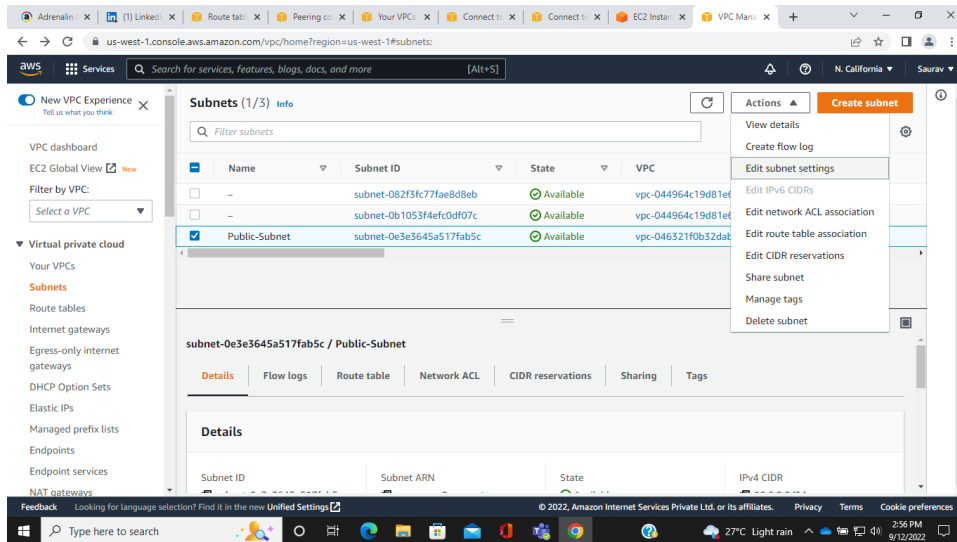 Adrenalin
(1) LinkedI
Route tabl
Peering co
Your VPCs
Connect to
Connect to
EC2 Instan
VPC Mana
us-west-1.console.aws.amazon.com/vpc/home?region=us-west-1#subnets:
aws
Services
Search for services, features, blogs, docs, and more
[Alt+S]
N. California
Saurav
New VPC Experience
Tell us what you think
VPC dashboard
EC2 Global View
New
Filter by VPC:
Select a VPC
Virtual private cloud
Your VPCs
Subnets
Route tables
Internet gateways
Egress-only internet
gateways
DHCP Option Sets
Elastic IPs
Managed prefix lists
Endpoints
Endpoint services
NAT gateways
Subnets (1/3) Info
Actions
Create subnet
Filter subnets
Name Subnet ID State VPC
– subnet-082f3fc77fae8d8eb Available vpc-044964c19d81e6
– subnet-0b1053f4efc0df07c Available vpc-044964c19d81e6
Public-Subnet subnet-0e3e3645a517fab5c Available vpc-046321f0b32dab
View details
Create flow log
Edit subnet settings
Edit IPv6 CIDRs
Edit network ACL association
Edit route table association
Edit CIDR reservations
Share subnet
Manage tags
Delete subnet
subnet-0e3e3645a517fab5c / Public-Subnet
Details Flow logs Route table Network ACL CIDR reservations Sharing Tags
Details
Subnet ID Subnet ARN State IPv4 CIDR
Feedback Looking for language selection? Find it in the new Unified Settings © 2022, Amazon Internet Services Private Ltd. or its affiliates. Privacy Terms Cookie preferences
Type here to search
27°C Light rain
2:56 PM
9/12/2022